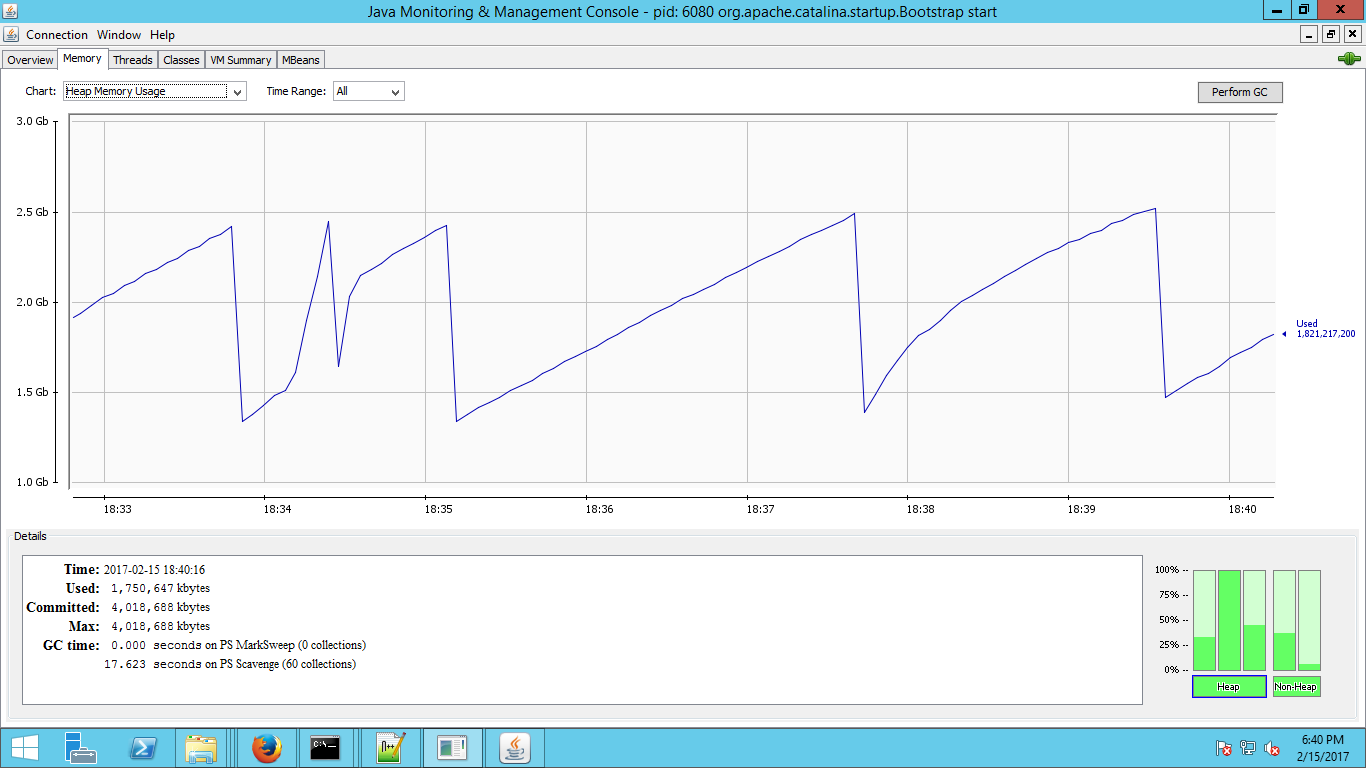 Java Monitoring & Management Console - pid: 6080 org.apache.catalina.startup.Bootstrap start
Connection Window Help
Overview Memory Threads Classes VM Summary MBeans
Chart: Heap Memory Usage Time Range: All Perform GC
3.0 Gb
2.5 Gb
2.0 Gb
Used
1,821,217,200
1.5 Gb
1.0 Gb
18:33 18:34 18:35 18:36 18:37 18:38 18:39 18:40
Details
Time: 2017-02-15 18:40:16
Used: 1,750,647 kbytes
Committed: 4,018,688 kbytes
Max: 4,018,688 kbytes
GC time: 0.000 seconds on PS MarkSweep (0 collections)
17.623 seconds on PS Scavenge (60 collections)
100% --
75% --
50% --
25% --
0% --
Heap Non-Heap
C:\_
N++
6:40 PM
2/15/2017